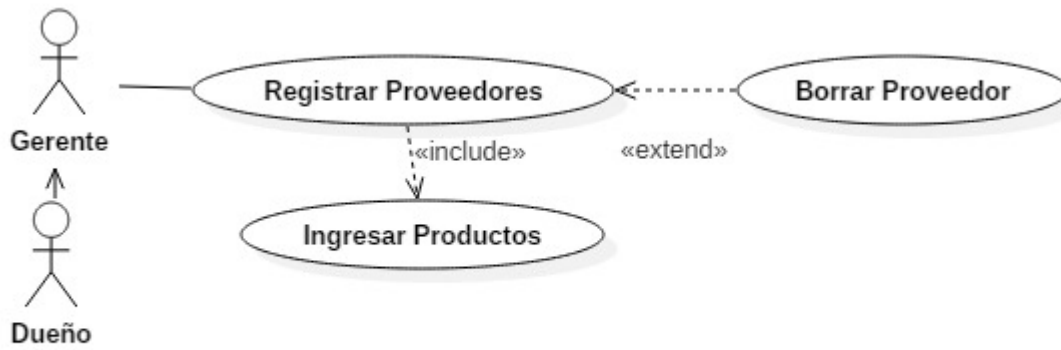 Registrar Proveedores
Borrar Proveedor
Gerente
«include»
«extend»
Ingresar Productos
Dueño